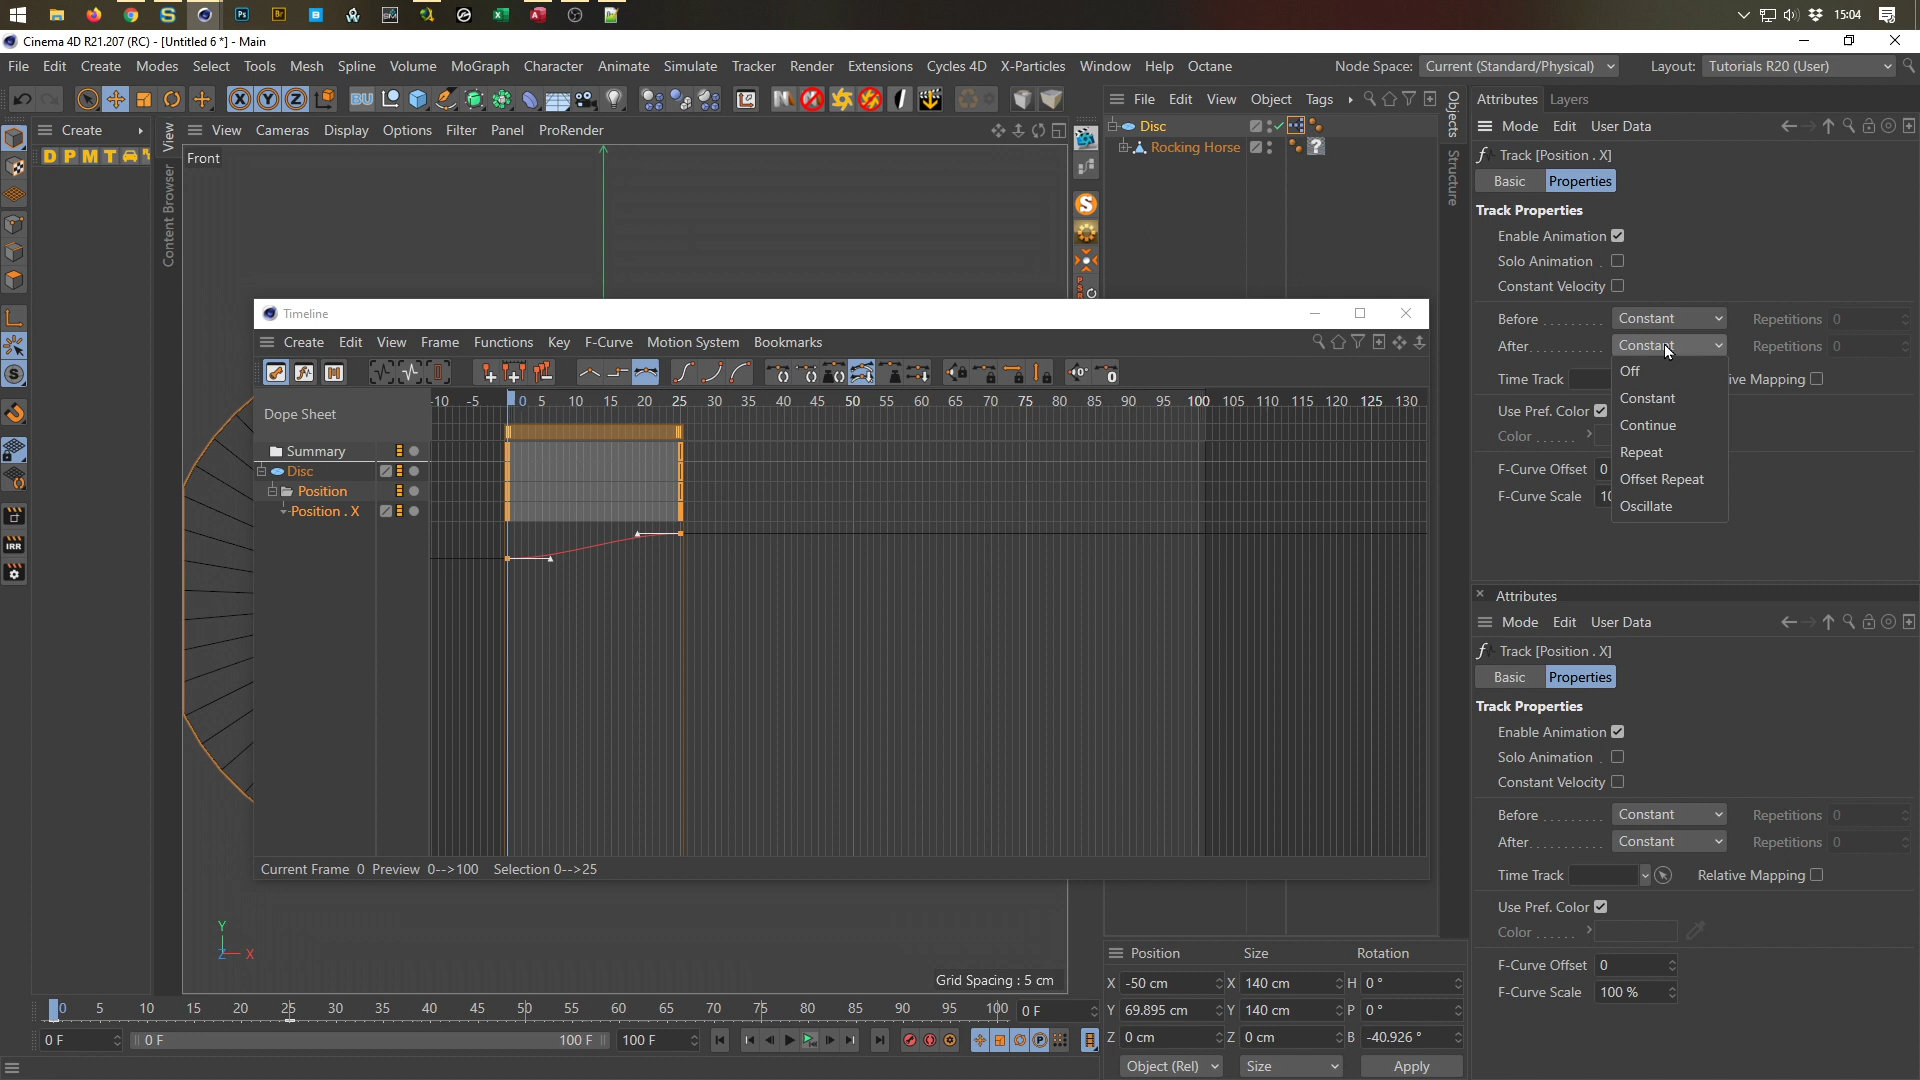 15:04
Cinema 4D R21.207 (RC) - [Untitled 6 *] - Main
File Edit Create Modes Select Tools Mesh Spline Volume MoGraph Character Animate Simulate Tracker Render Extensions Cycles 4D X-Particles Window Help Octane
Node Space: Current (Standard/Physical) Layout: Tutorials R20 (User)
File Edit View Object Tags
Attributes Layers
Create
View Cameras Display Options Filter Panel ProRender
View
Content Browser
Objects
Structure
Disc
Rocking Horse
Mode Edit User Data
D P M T
Front
Track [Position . X]
Basic Properties
Track Properties
Enable Animation
Solo Animation .
Constant Velocity
Before . . . . . . . . . Constant Repetitions 0
After. . . . . . . . . . . Constant Repetitions 0
Off
Constant
Continue
Repeat
Offset Repeat
Oscillate
Time Track
ive Mapping
Use Pref. Color
Color . . . . . .
F-Curve Offset 0
F-Curve Scale 10
Timeline
Create Edit View Frame Functions Key F-Curve Motion System Bookmarks
-10 -5 0 5 10 15 20 25 30 35 40 45 50 55 60 65 70 75 80 85 90 95 100 105 110 115 120 125 130
Dope Sheet
Summary
Disc
Position
Position . X
Current Frame 0 Preview 0-->100 Selection 0-->25
IRR
PSR
Attributes
Mode Edit User Data
Track [Position . X]
Basic Properties
Track Properties
Enable Animation
Solo Animation .
Constant Velocity
Before . . . . . . . . . Constant Repetitions 0
After. . . . . . . . . . . Constant Repetitions 0
Time Track Relative Mapping
Use Pref. Color
Color . . . . . .
F-Curve Offset 0
F-Curve Scale 100 %
Y
Z X
Grid Spacing : 5 cm
0 5 10 15 20 25 30 35 40 45 50 55 60 65 70 75 80 85 90 95 100 0 F
0 F 0 F 100 F 100 F
Position Size Rotation
X -50 cm X 140 cm H 0 °
Y 69.895 cm Y 140 cm P 0 °
Z 0 cm Z 0 cm B -40.926 °
Object (Rel) Size Apply